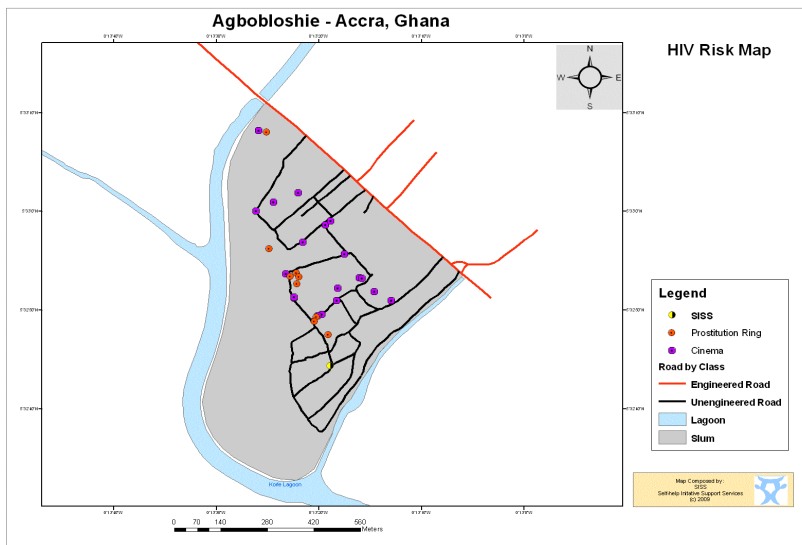 Agbobloshie - Accra, Ghana
HIV Risk Map
N
W
E
S
Legend
SISS
Prostitution Ring
Cinema
Road by Class
Engineered Road
Unengineered Road
Lagoon
Slum
Korle Lagoon
Map Composed by:
SISS
Selfhelp Initative Support Services
(c) 2009
0 70 140 280 420 560
Meters